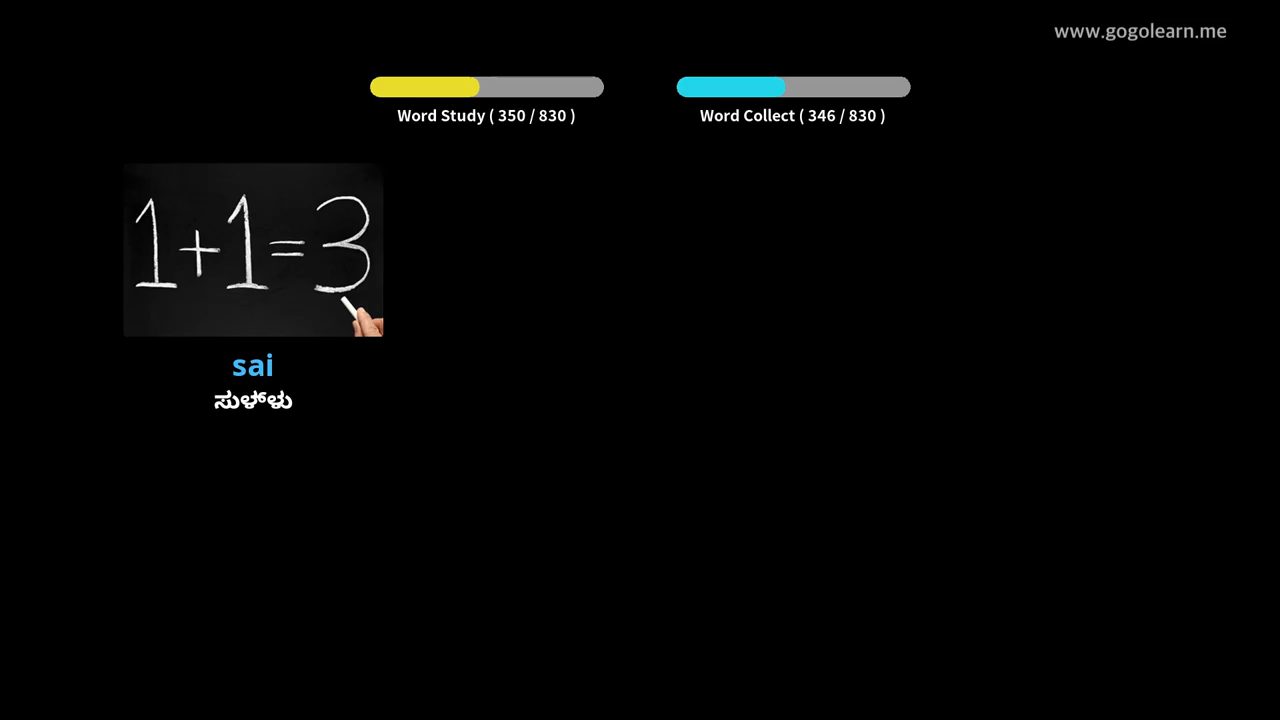 www.gogolearn.me
Word Study ( 350 / 830 )
Word Collect ( 346 / 830 )
1+1=3
sai
ಸುಳ್ಳು